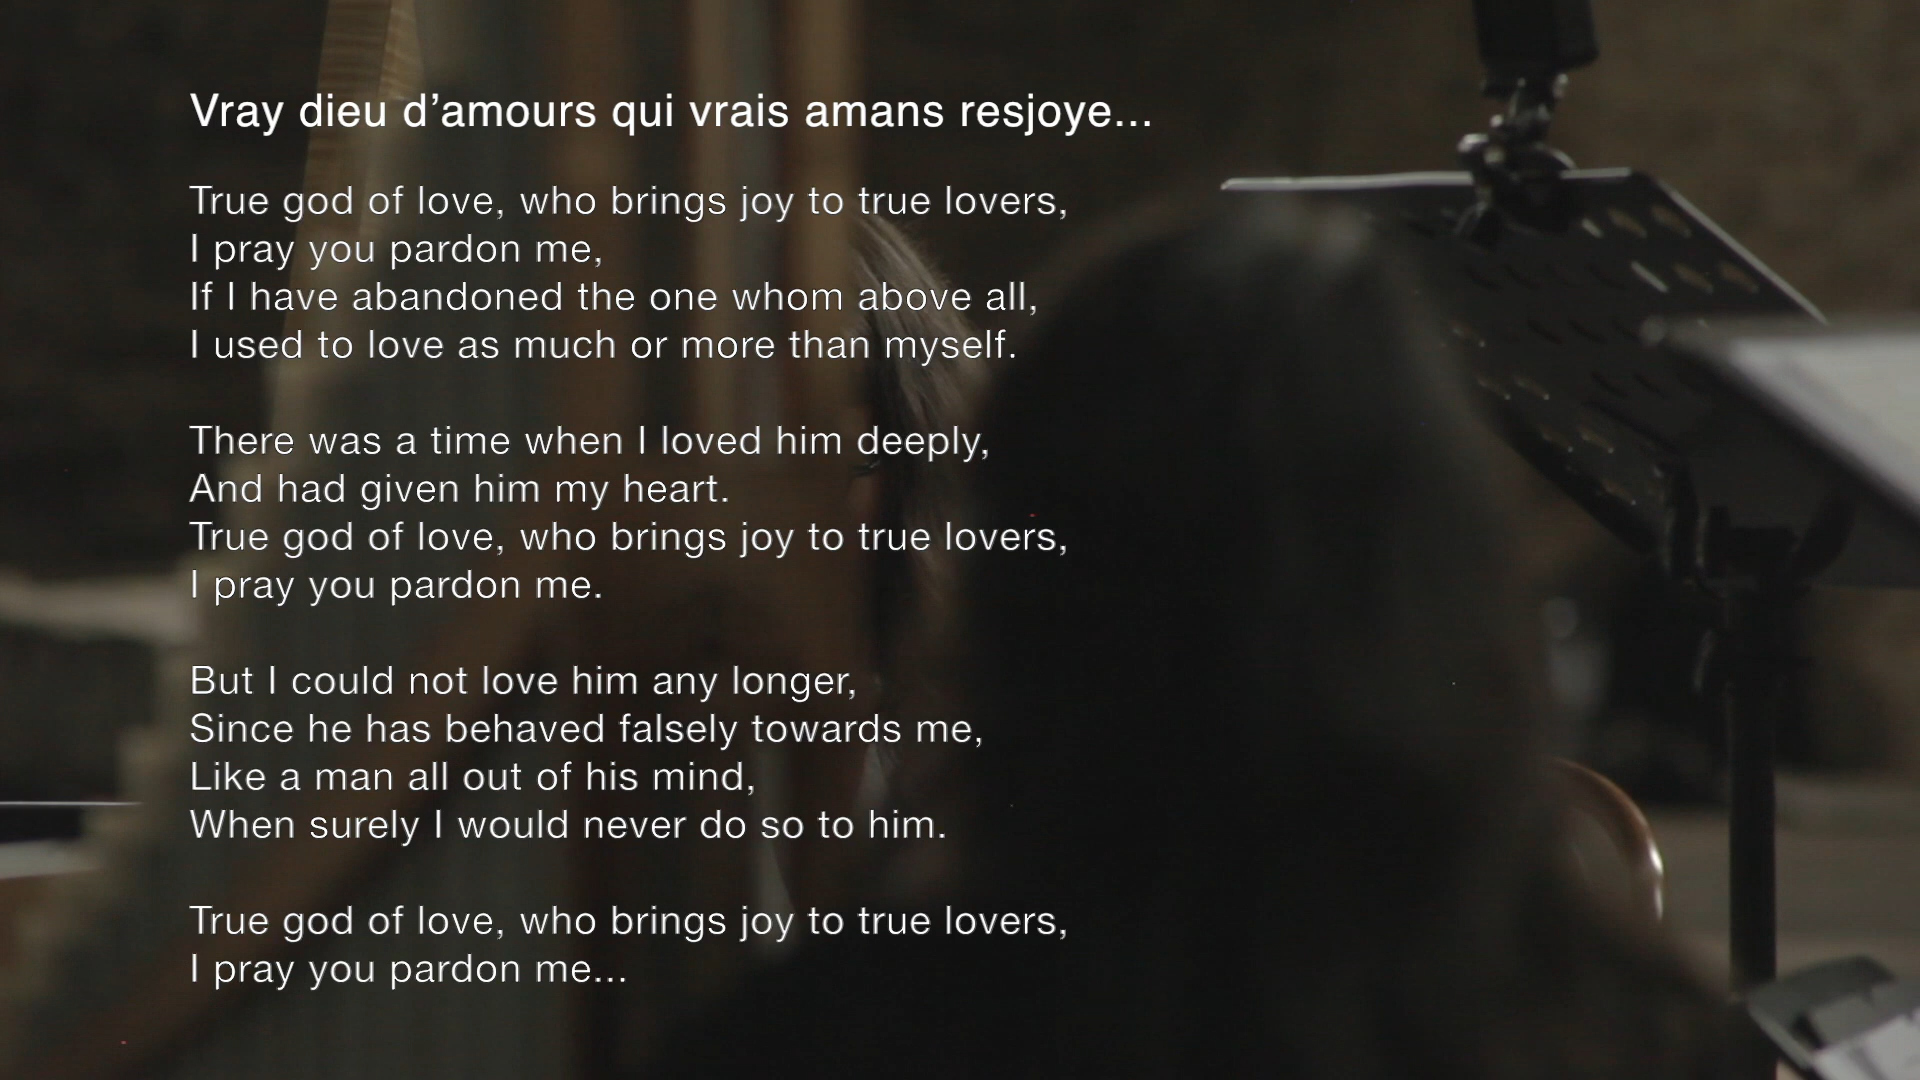 Vray dieu d’amours qui vrais amans resjoye...
True god of love, who brings joy to true lovers,
I pray you pardon me,
If I have abandoned the one whom above all,
I used to love as much or more than myself.
There was a time when I loved him deeply,
And had given him my heart.
True god of love, who brings joy to true lovers,
I pray you pardon me.
But I could not love him any longer,
Since he has behaved falsely towards me,
Like a man all out of his mind,
When surely I would never do so to him.
True god of love, who brings joy to true lovers,
I pray you pardon me...